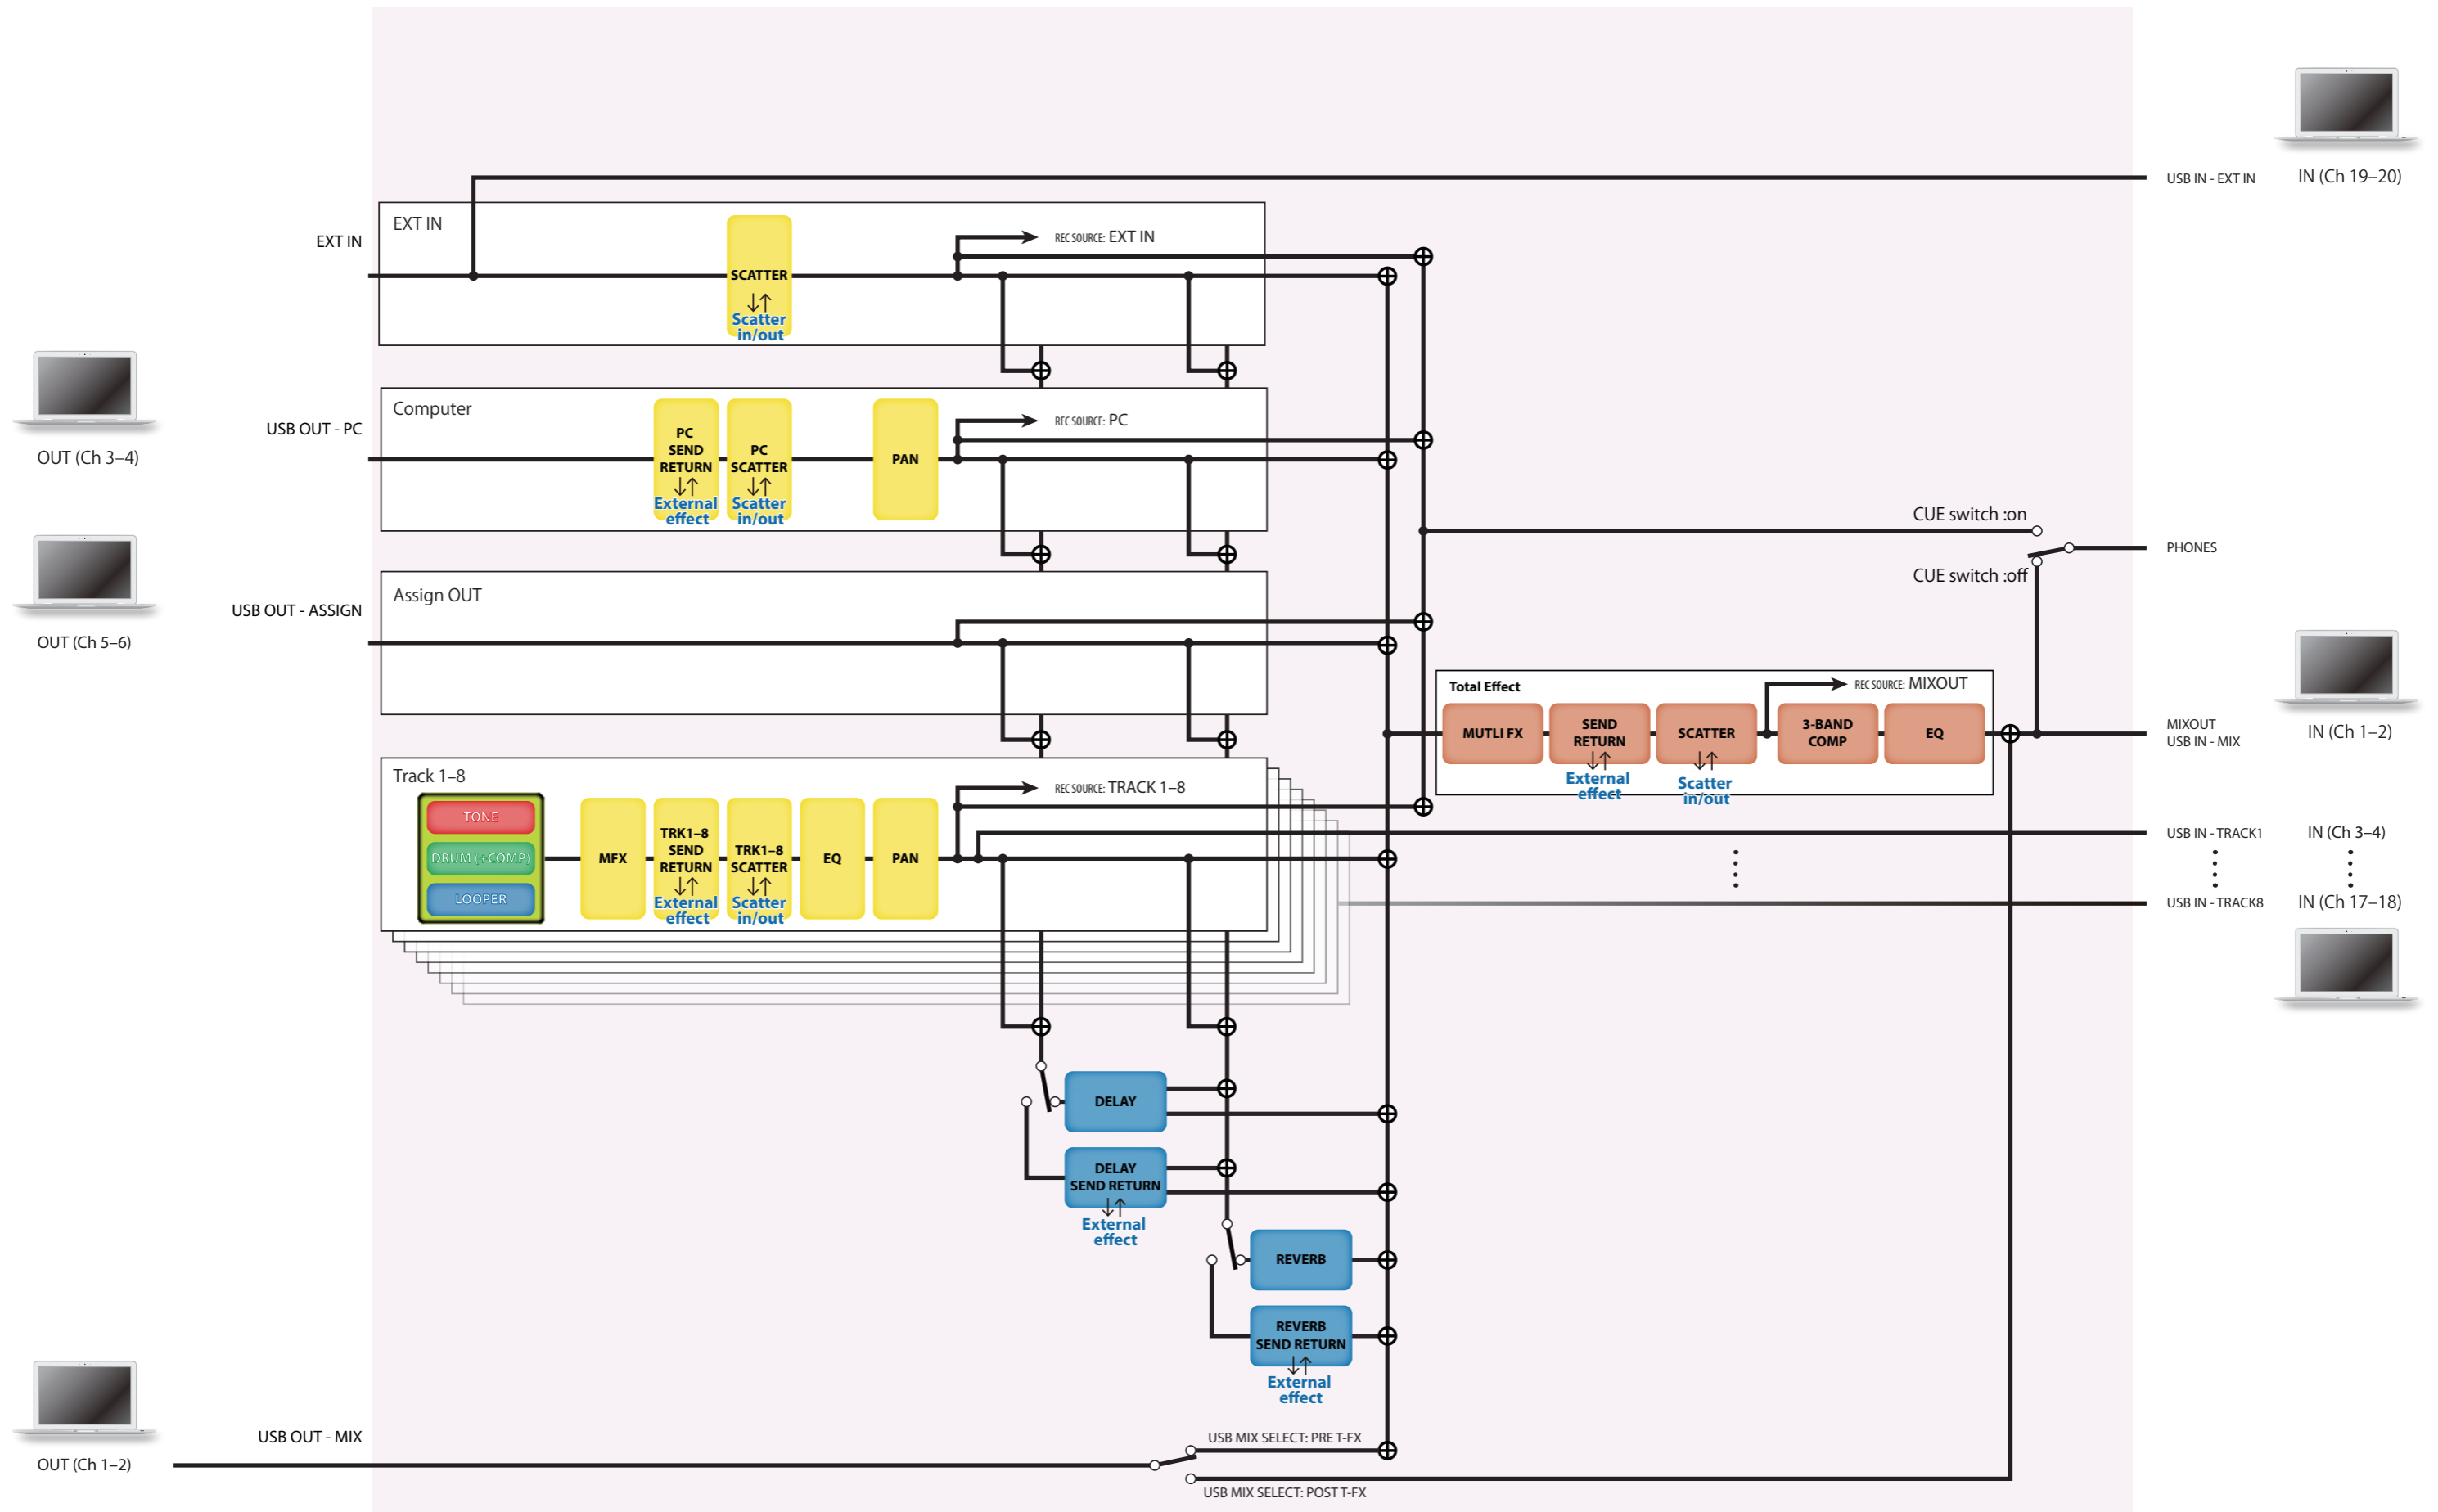 USB IN - EXT IN
IN (Ch 19–20)
EXT IN
EXT IN
SCATTER
Scatter
in/out
REC SOURCE: EXT IN
OUT (Ch 3–4)
USB OUT - PC
Computer
PC
SEND
RETURN
External
effect
PC
SCATTER
Scatter
in/out
PAN
REC SOURCE: PC
CUE switch :on
PHONES
CUE switch :off
OUT (Ch 5–6)
USB OUT - ASSIGN
Assign OUT
Total Effect
REC SOURCE: MIXOUT
MUTLI FX
SEND
RETURN
External
effect
SCATTER
Scatter
in/out
3-BAND
COMP
EQ
MIXOUT
USB IN - MIX
IN (Ch 1–2)
Track 1–8
TONE
DRUM (+COMP)
LOOPER
MFX
TRK1–8
SEND
RETURN
External
effect
TRK1–8
SCATTER
Scatter
in/out
EQ
PAN
REC SOURCE: TRACK 1–8
USB IN - TRACK1
IN (Ch 3–4)
USB IN - TRACK8
IN (Ch 17–18)
DELAY
DELAY
SEND RETURN
External
effect
REVERB
REVERB
SEND RETURN
External
effect
OUT (Ch 1–2)
USB OUT - MIX
USB MIX SELECT: PRE T-FX
USB MIX SELECT: POST T-FX